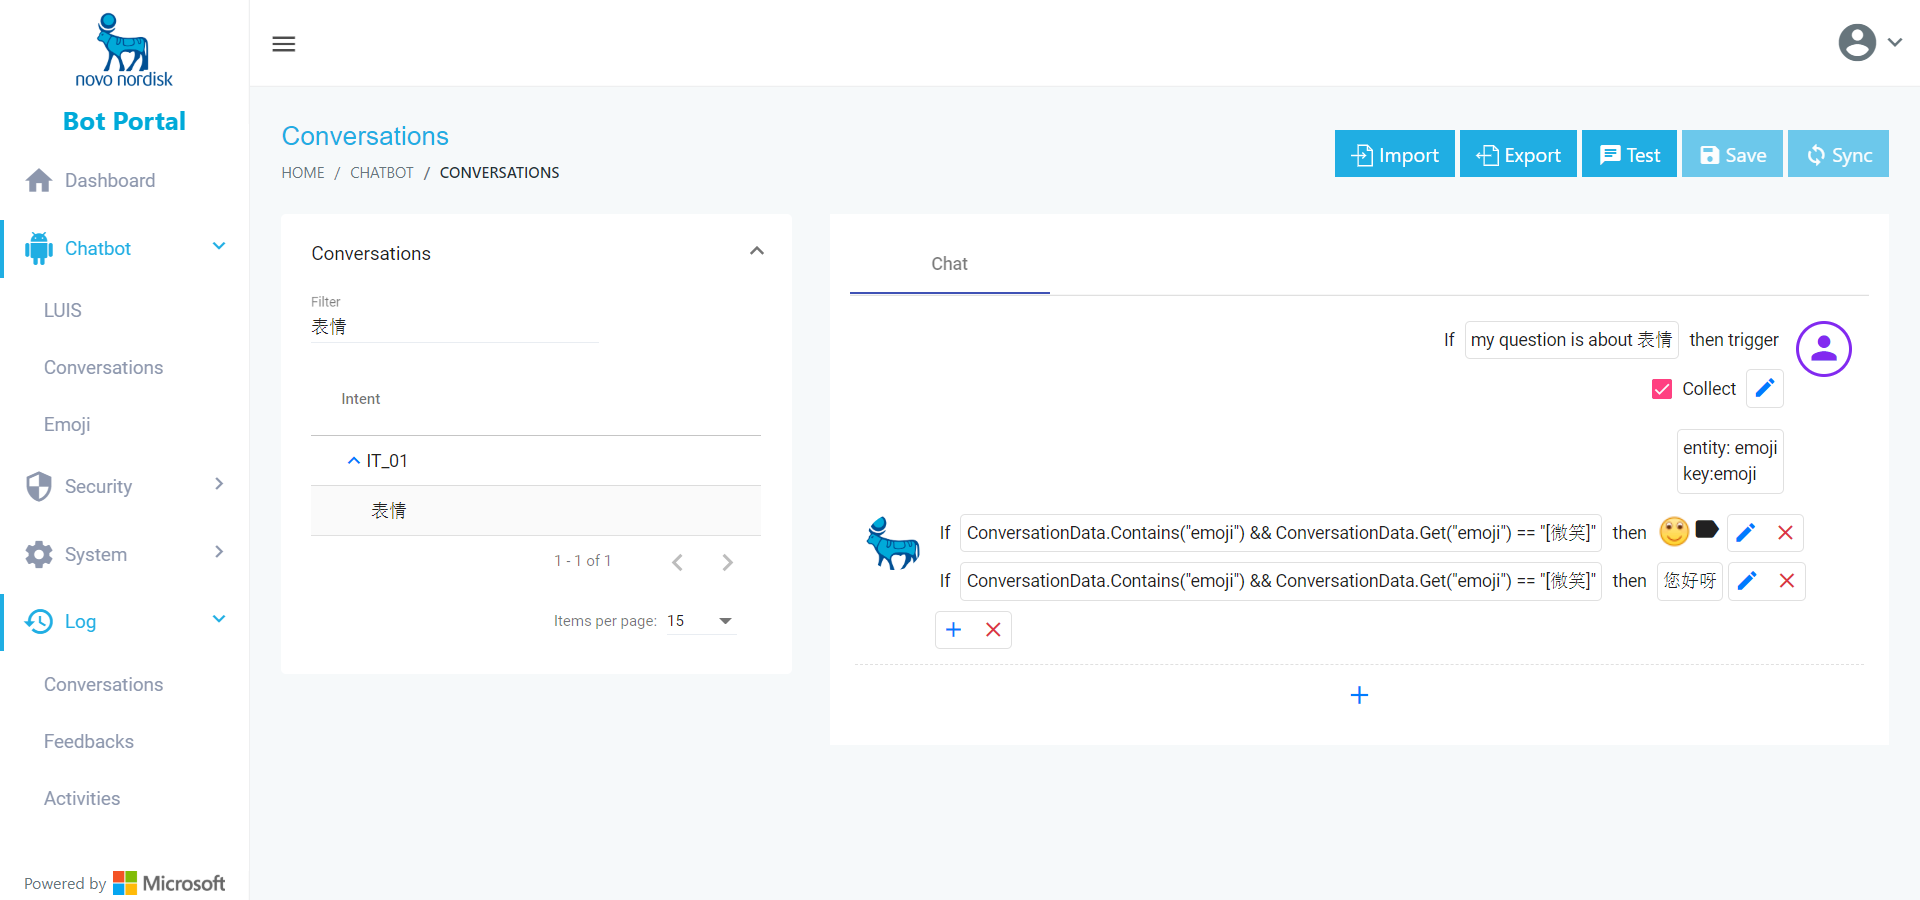 novo nordisk
Bot Portal
Dashboard
Chatbot
LUIS
Conversations
Emoji
Security
System
Log
Conversations
Feedbacks
Activities
Powered by Microsoft
Conversations
HOME / CHATBOT / CONVERSATIONS
Import
Export
Test
Save
Sync
Conversations
Filter
表情
Intent
IT_01
表情
1 - 1 of 1
Items per page: 15
Chat
If my question is about 表情 then trigger
Collect
entity: emoji
key:emoji
If ConversationData.Contains("emoji") && ConversationData.Get("emoji") == "[微笑]" then
If ConversationData.Contains("emoji") && ConversationData.Get("emoji") == "[微笑]" then 您好呀